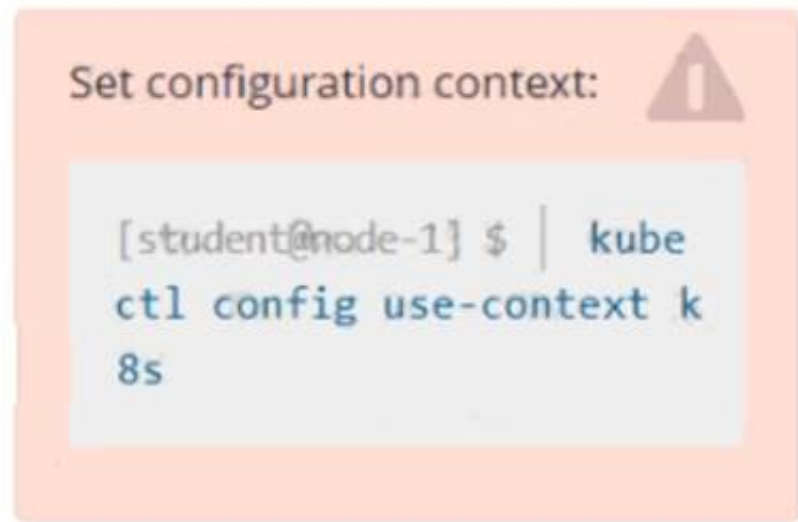 Set configuration context:
[student@node-1] $ | kube
ctl config use-context k
8s